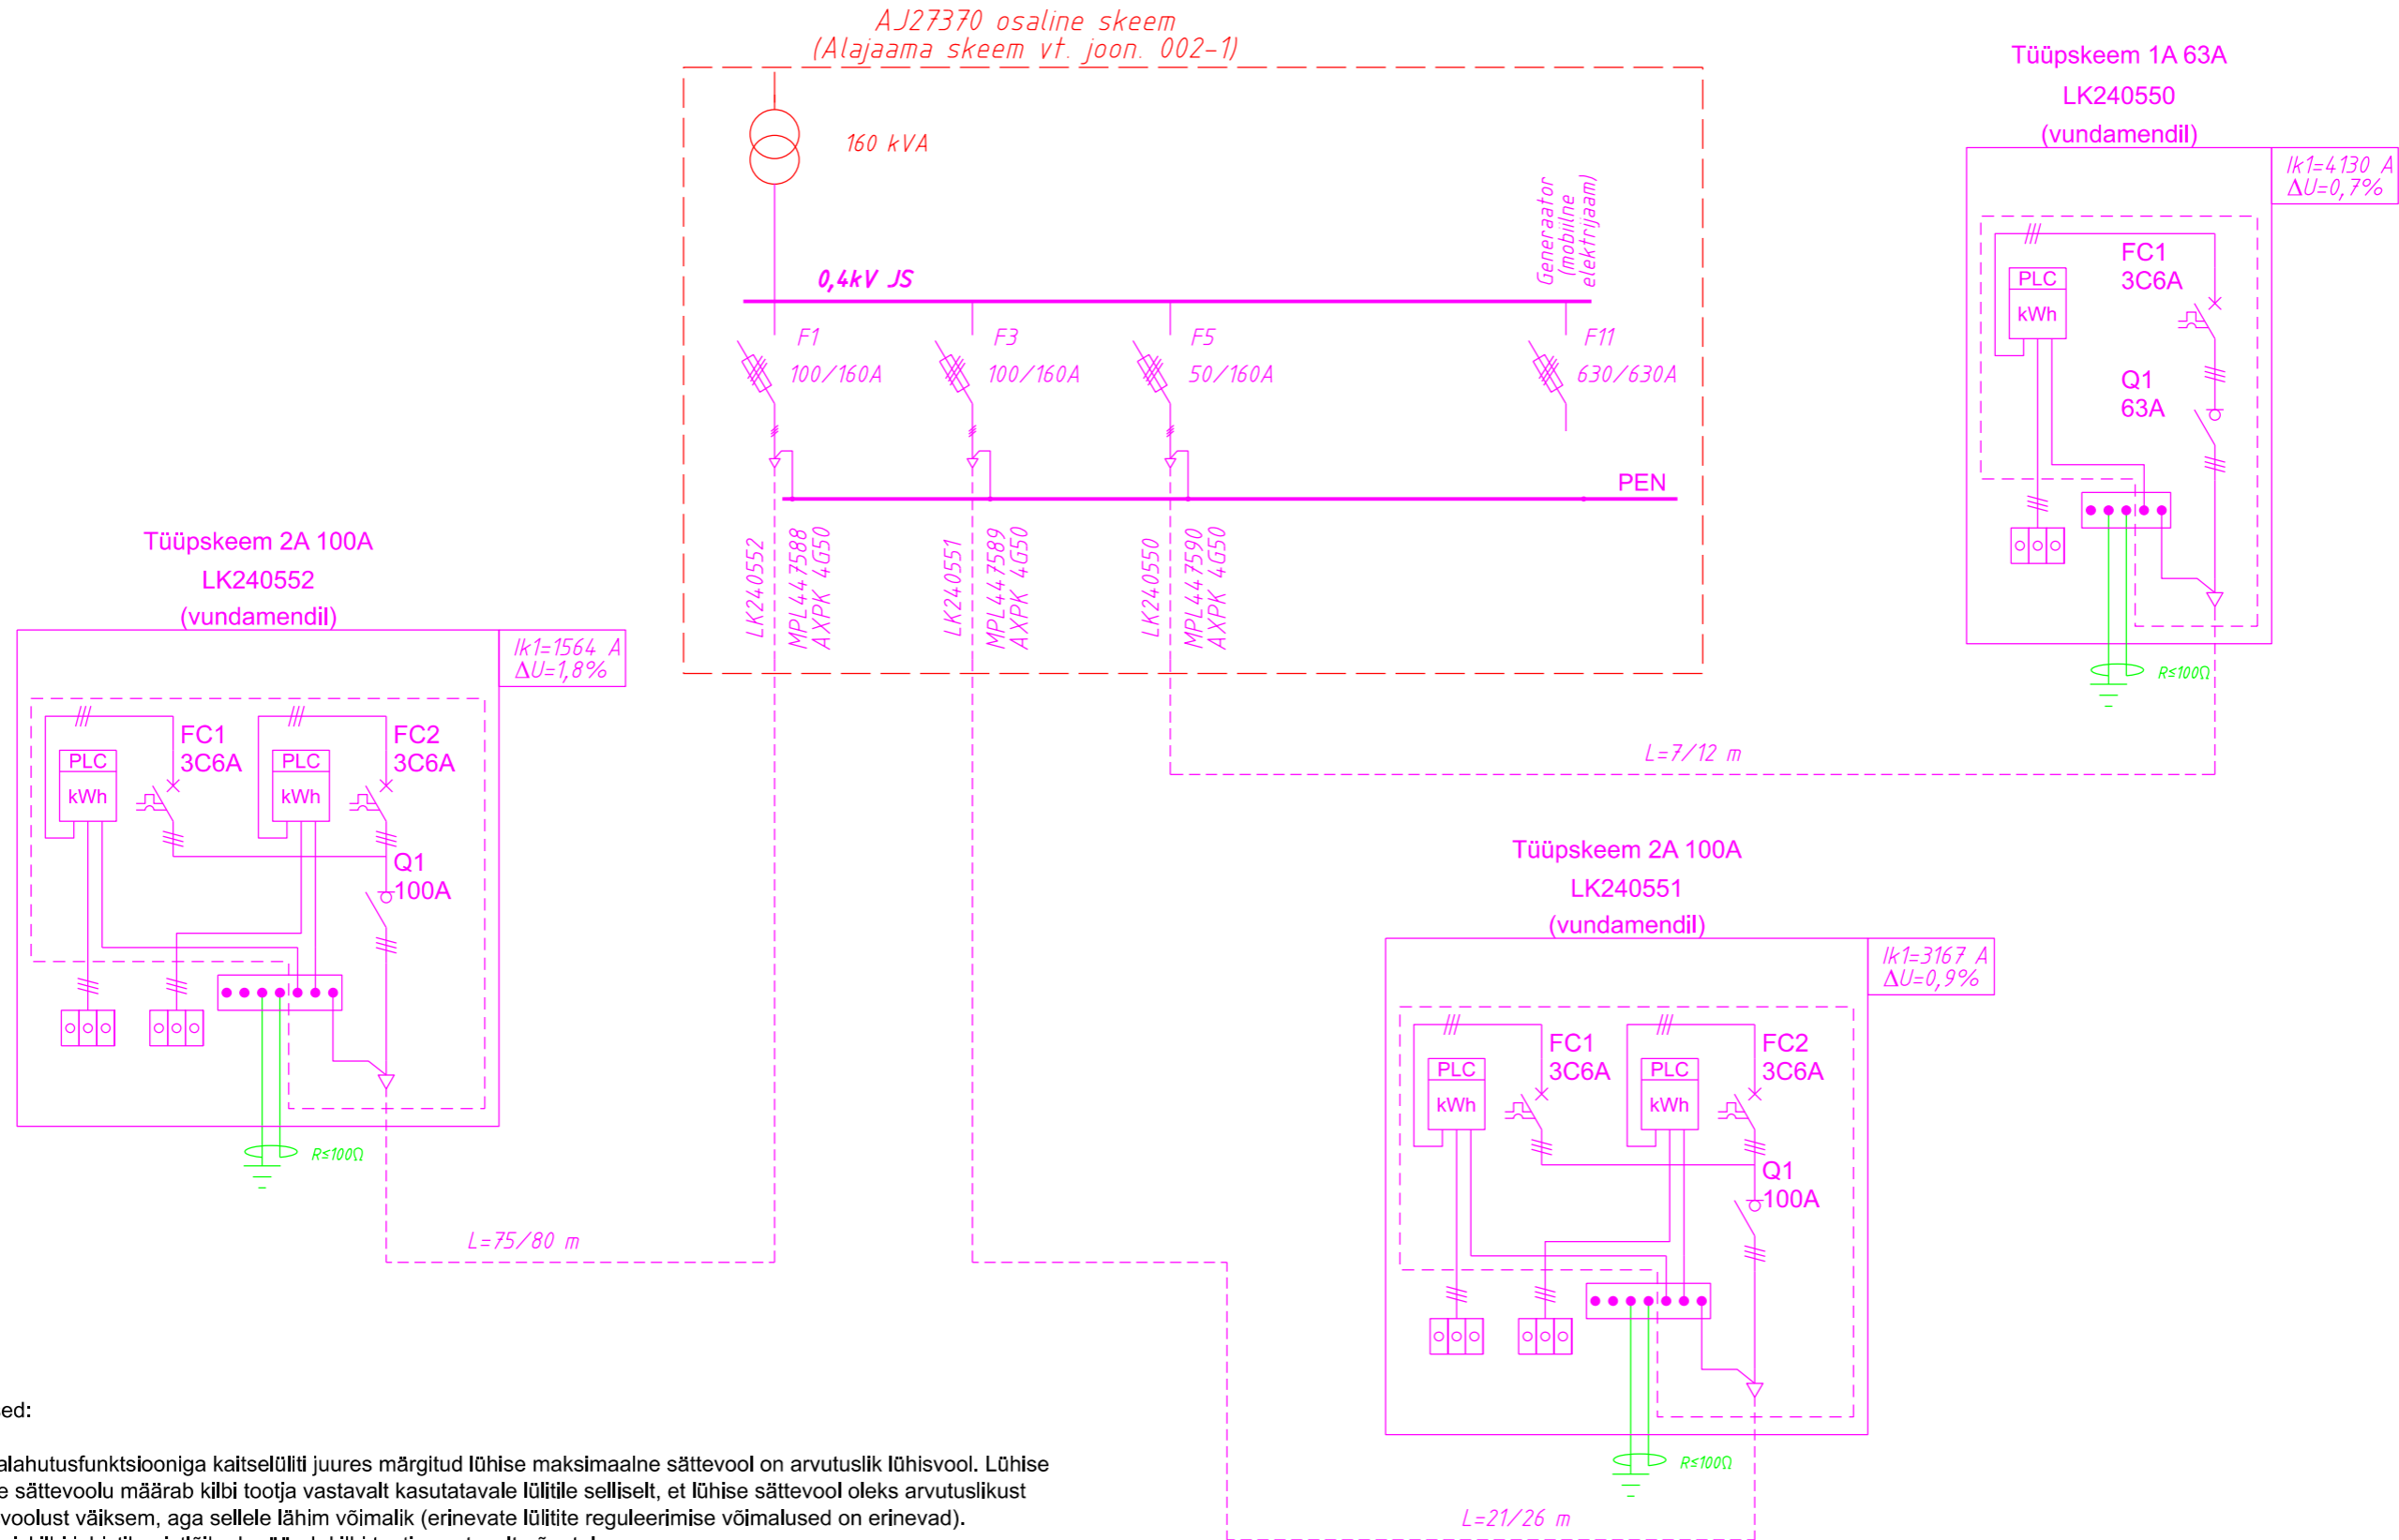 AJ27370 osaline skeem
(Alajaama skeem vt. joon. 002-1)
160 kVA
0,4kV JS
Generaator
(mobiilne
elektrijaam)
F1
100/160A
F3
100/160A
F5
50/160A
F11
630/630A
PEN
LK240552
MPL447588
AXPK 4G50
LK240551
MPL447589
AXPK 4G50
LK240550
MPL447590
AXPK 4G50
Tüüpskeem 1A 63A
LK240550
(vundamendil)
Ik1=4130 A
ΔU=0,7%
PLC
kWh
FC1
3C6A
Q1
63A
R≤100Ω
L=7/12 m
Tüüpskeem 2A 100A
LK240552
(vundamendil)
Ik1=1564 A
ΔU=1,8%
PLC
kWh
FC1
3C6A
PLC
kWh
FC2
3C6A
Q1
100A
R≤100Ω
L=75/80 m
Tüüpskeem 2A 100A
LK240551
(vundamendil)
Ik1=3167 A
ΔU=0,9%
PLC
kWh
FC1
3C6A
PLC
kWh
FC2
3C6A
Q1
100A
R≤100Ω
L=21/26 m
ed:
alahutusfunktsiooniga kaitselüliti juures märgitud lühise maksimaalne sättevool on arvutuslik lühisvool. Lühise
e sättevoolu määrab kilbi tootja vastavalt kasutatavale lülitile selliselt, et lühise sättevool oleks arvutuslikust
voolust väiksem, aga sellele lähim võimalik (erinevate lülitite reguleerimise võimalused on erinevad).